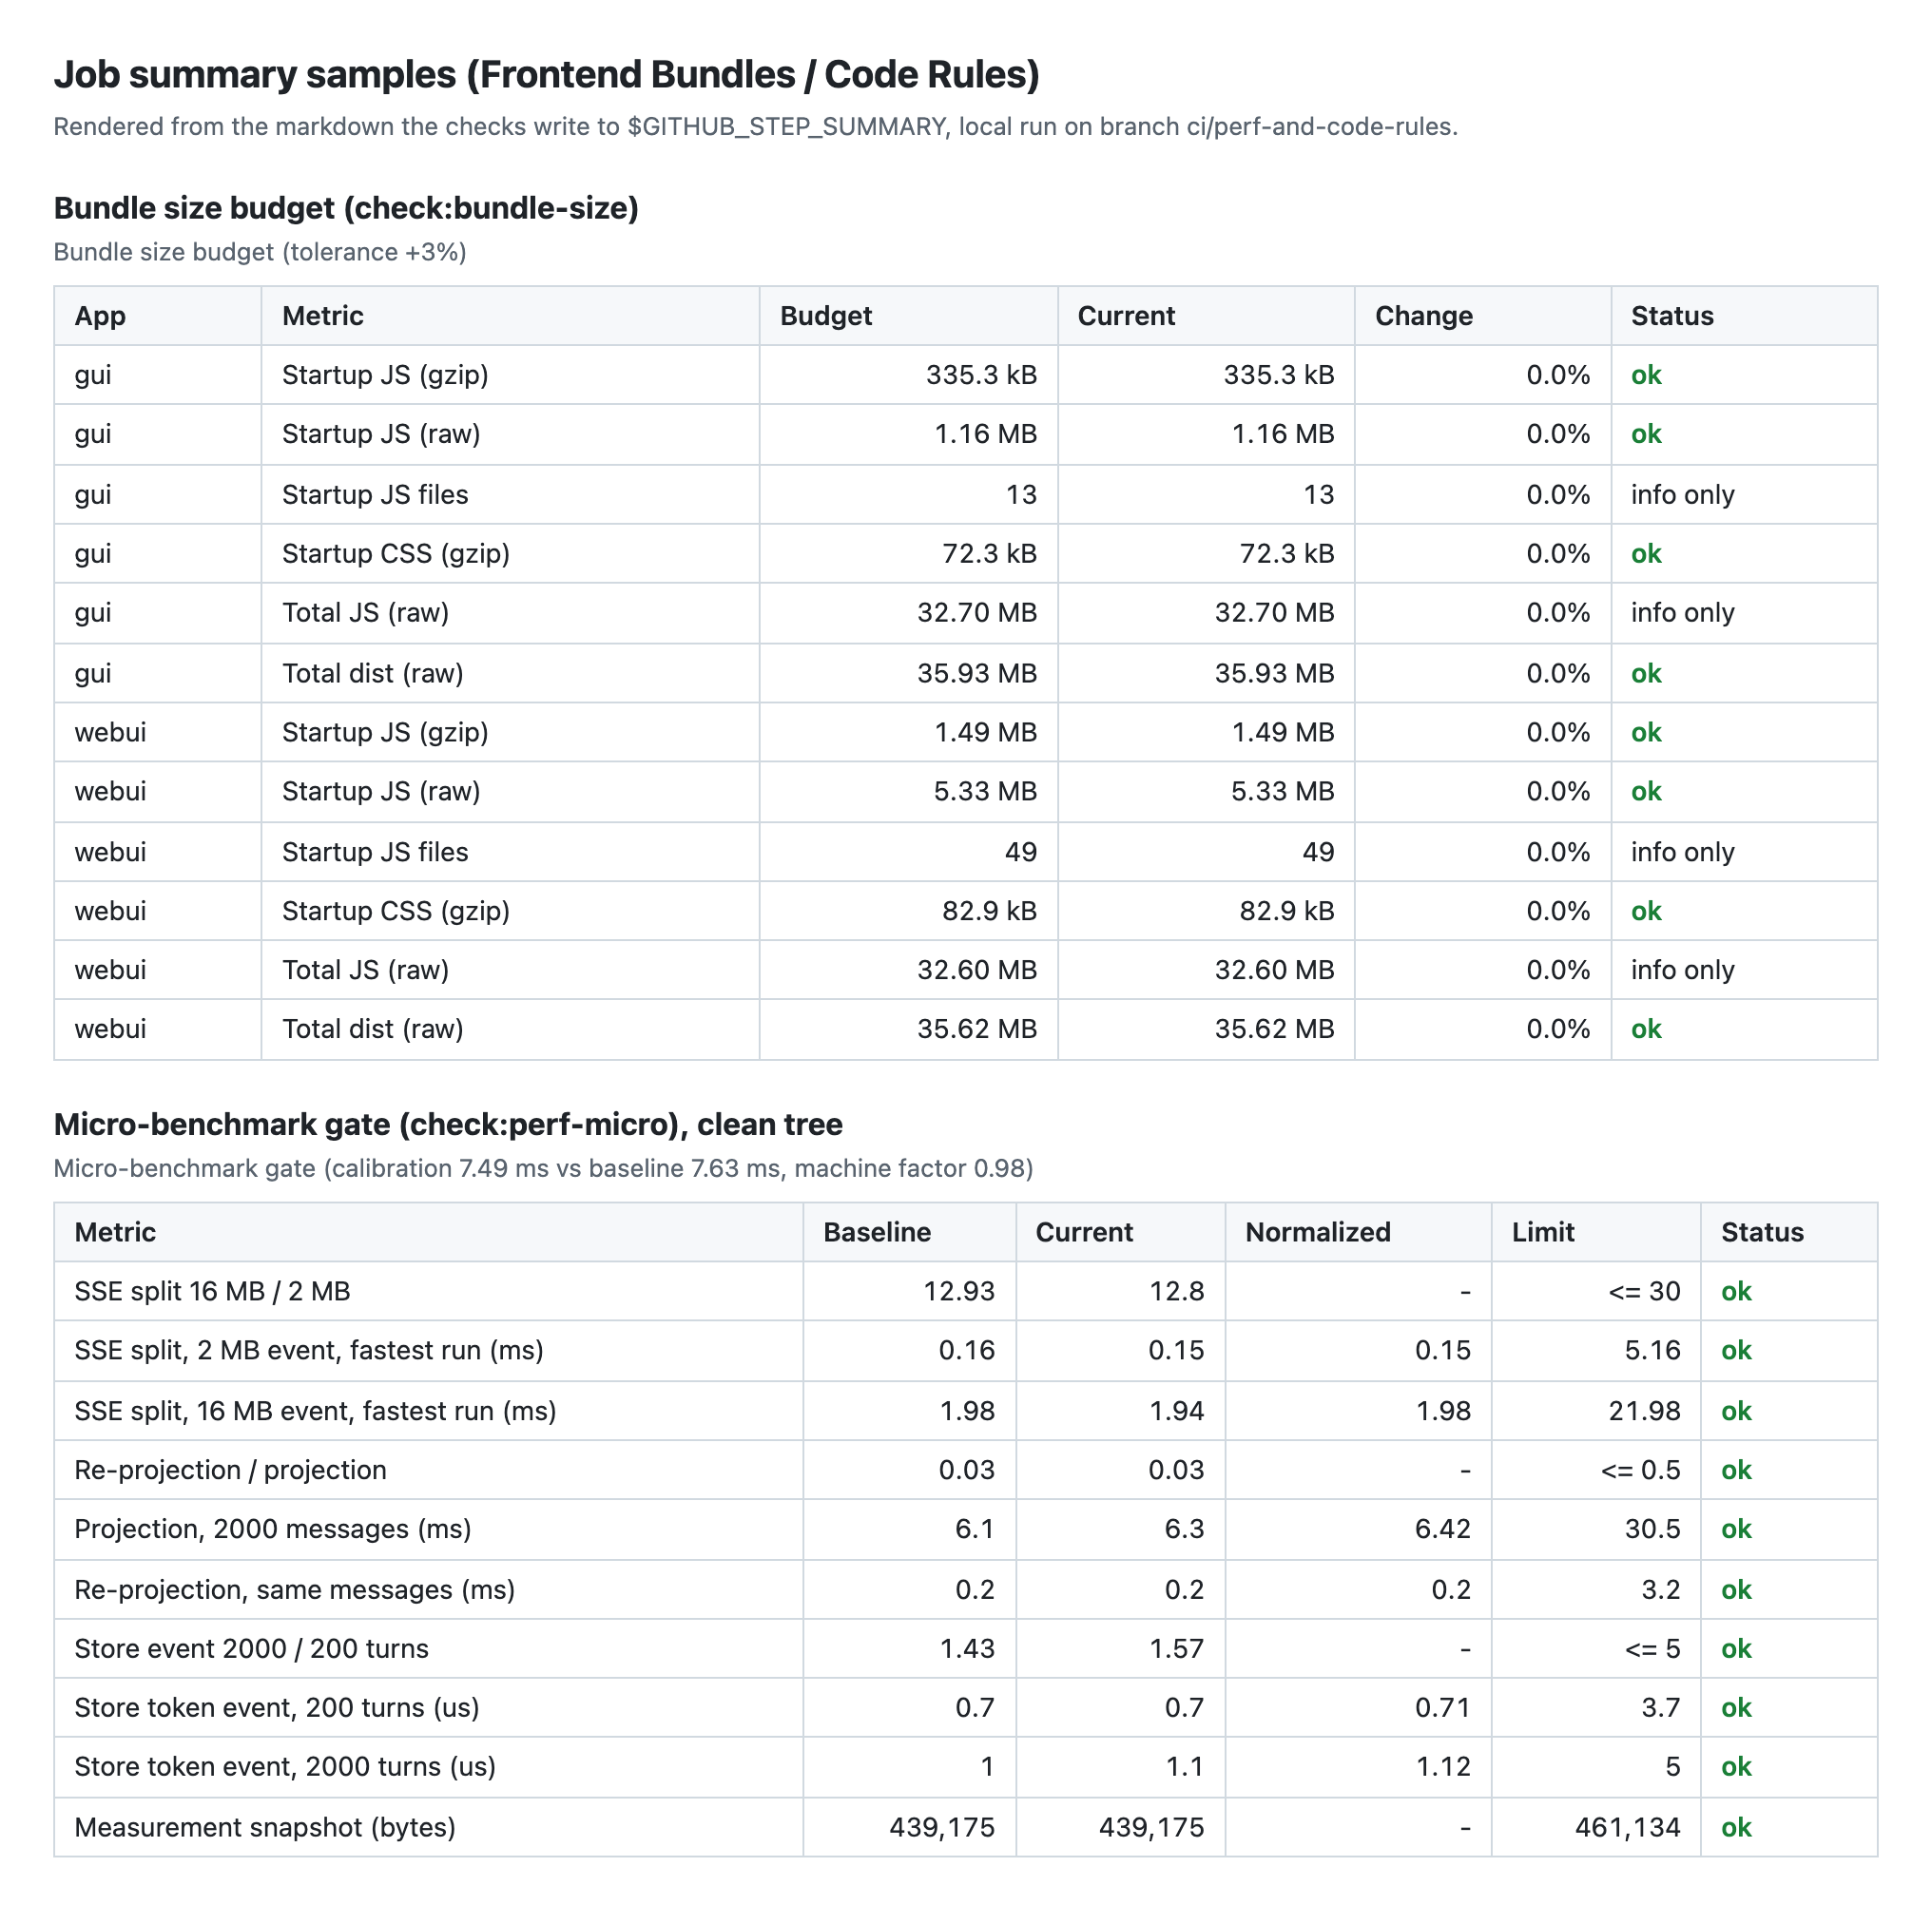 Job summary samples (Frontend Bundles / Code Rules)
Rendered from the markdown the checks write to $GITHUB_STEP_SUMMARY, local run on branch ci/perf-and-code-rules.
Bundle size budget (check:bundle-size)
Bundle size budget (tolerance +3%)
App Metric Budget Current Change Status
gui Startup JS (gzip) 335.3 kB 335.3 kB 0.0% ok
gui Startup JS (raw) 1.16 MB 1.16 MB 0.0% ok
gui Startup JS files 13 13 0.0% info only
gui Startup CSS (gzip) 72.3 kB 72.3 kB 0.0% ok
gui Total JS (raw) 32.70 MB 32.70 MB 0.0% info only
gui Total dist (raw) 35.93 MB 35.93 MB 0.0% ok
webui Startup JS (gzip) 1.49 MB 1.49 MB 0.0% ok
webui Startup JS (raw) 5.33 MB 5.33 MB 0.0% ok
webui Startup JS files 49 49 0.0% info only
webui Startup CSS (gzip) 82.9 kB 82.9 kB 0.0% ok
webui Total JS (raw) 32.60 MB 32.60 MB 0.0% info only
webui Total dist (raw) 35.62 MB 35.62 MB 0.0% ok
Micro-benchmark gate (check:perf-micro), clean tree
Micro-benchmark gate (calibration 7.49 ms vs baseline 7.63 ms, machine factor 0.98)
Metric Baseline Current Normalized Limit Status
SSE split 16 MB / 2 MB 12.93 12.8 - <= 30 ok
SSE split, 2 MB event, fastest run (ms) 0.16 0.15 0.15 5.16 ok
SSE split, 16 MB event, fastest run (ms) 1.98 1.94 1.98 21.98 ok
Re-projection / projection 0.03 0.03 - <= 0.5 ok
Projection, 2000 messages (ms) 6.1 6.3 6.42 30.5 ok
Re-projection, same messages (ms) 0.2 0.2 0.2 3.2 ok
Store event 2000 / 200 turns 1.43 1.57 - <= 5 ok
Store token event, 200 turns (us) 0.7 0.7 0.71 3.7 ok
Store token event, 2000 turns (us) 1 1.1 1.12 5 ok
Measurement snapshot (bytes) 439,175 439,175 - 461,134 ok